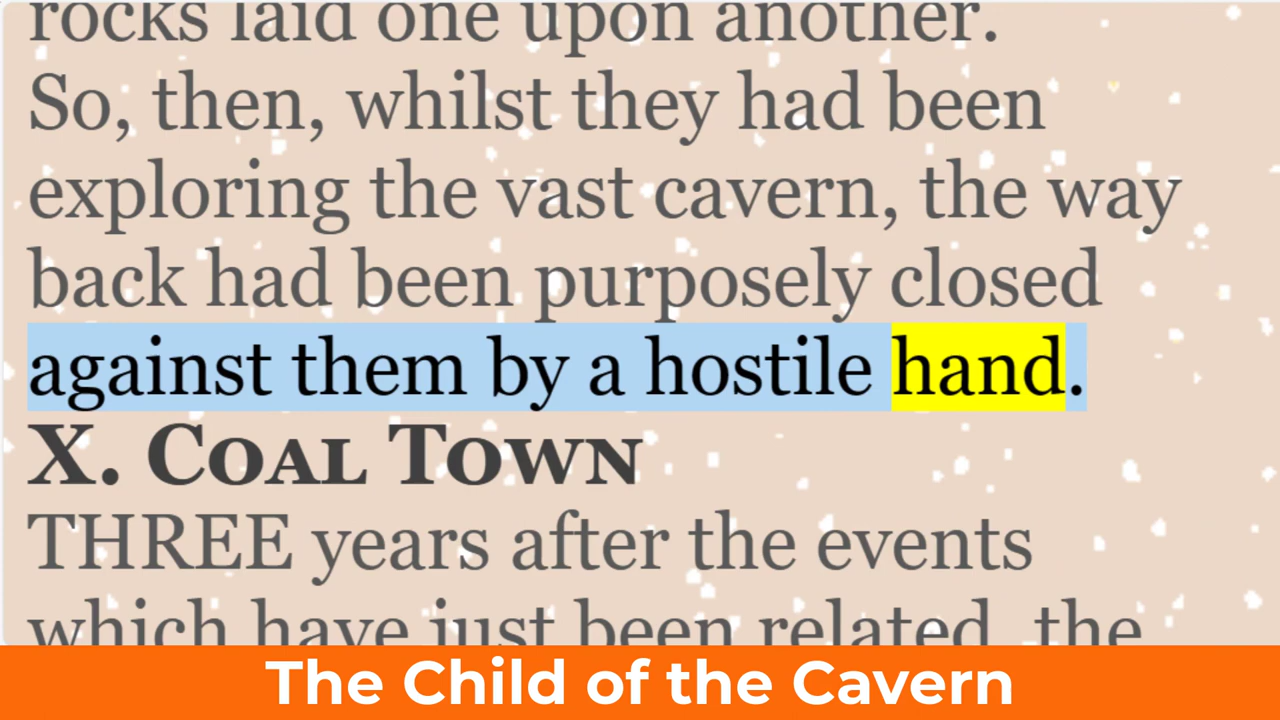 rocks laid one upon another.
So, then, whilst they had been
exploring the vast cavern, the way
back had been purposely closed
against them by a hostile hand.
X. COAL TOWN
THREE years after the events
which have just been related, the
The Child of the Cavern